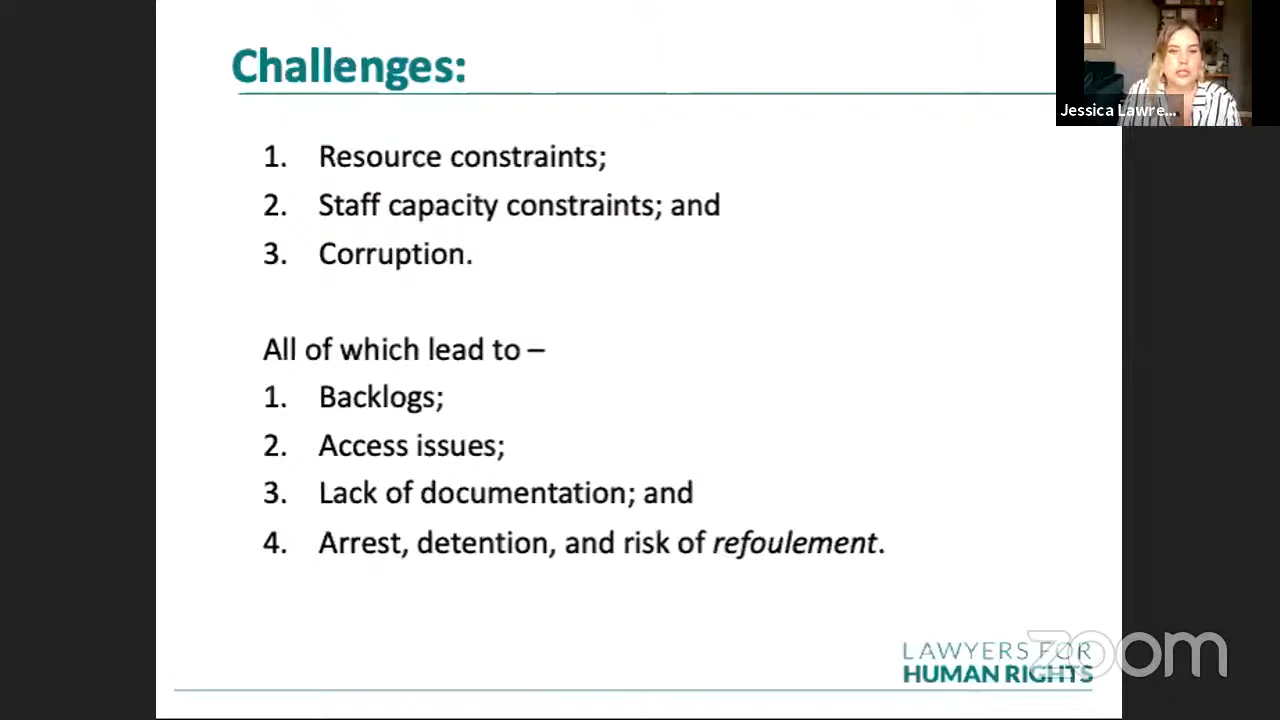 Challenges:
Jessica Lawre...
1. Resource constraints;
2. Staff capacity constraints; and
3. Corruption.
All of which lead to –
1. Backlogs;
2. Access issues;
3. Lack of documentation; and
4. Arrest, detention, and risk of refoulement.
LAWYERS FOR
HUMAN RIGHTS
zoom